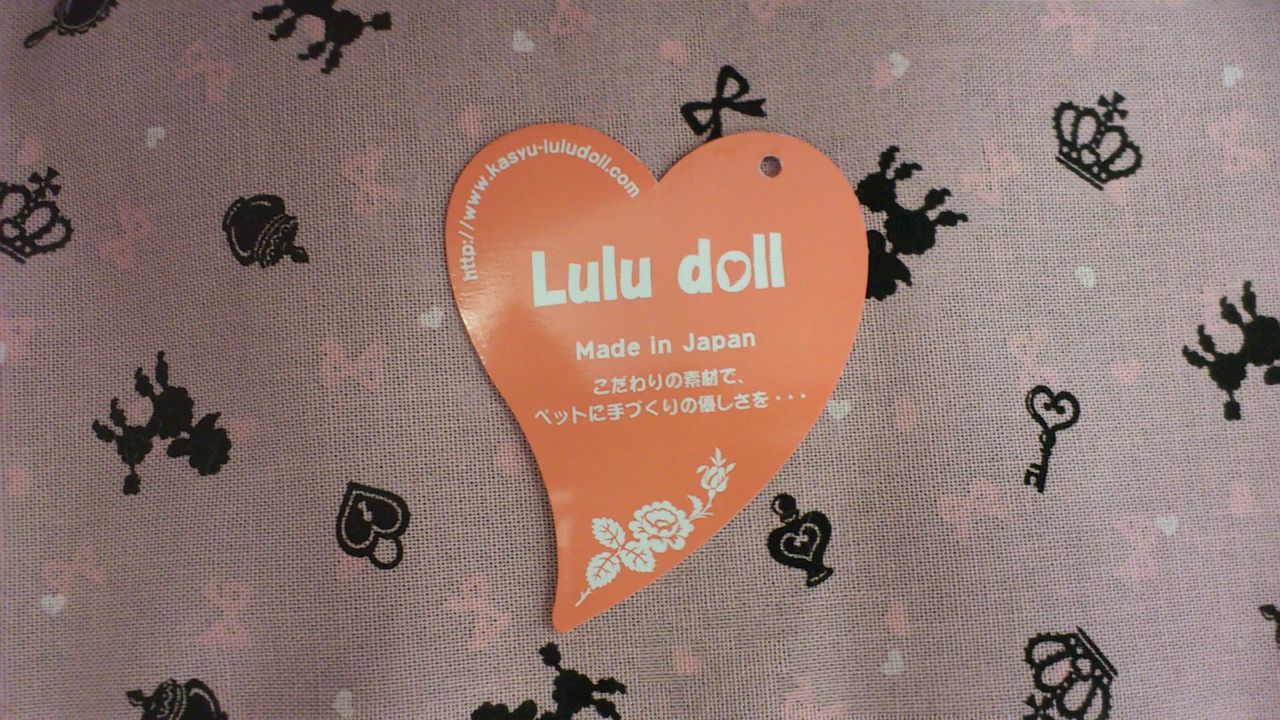 http://www.kasyu-luludoll.com
Lulu doll
Made in Japan
こだわりの素材で、
ペットに手づくりの優しさを・・・